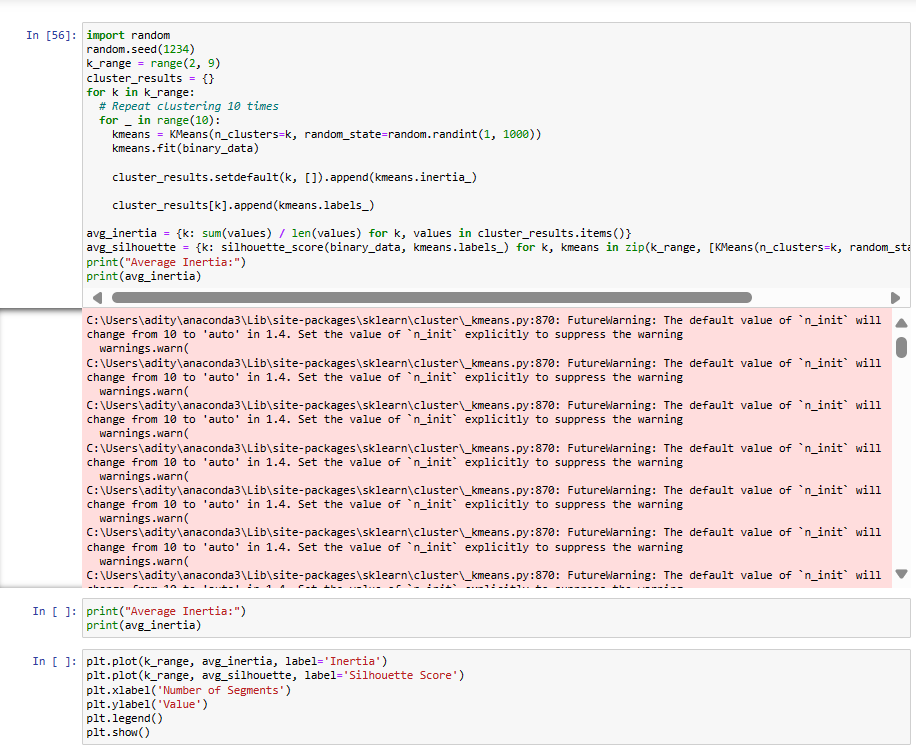 In [56]:
import random
random.seed(1234)
k_range = range(2, 9)
cluster_results = {}
for k in k_range:
  # Repeat clustering 10 times
  for _ in range(10):
    kmeans = KMeans(n_clusters=k, random_state=random.randint(1, 1000))
    kmeans.fit(binary_data)
    cluster_results.setdefault(k, []).append(kmeans.inertia_)
    cluster_results[k].append(kmeans.labels_)
avg_inertia = {k: sum(values) / len(values) for k, values in cluster_results.items()}
avg_silhouette = {k: silhouette_score(binary_data, kmeans.labels_) for k, kmeans in zip(k_range, [KMeans(n_clusters=k, random_sta
print("Average Inertia:")
print(avg_inertia)
C:\Users\adity\anaconda3\Lib\site-packages\sklearn\cluster\_kmeans.py:870: FutureWarning: The default value of `n_init` will
change from 10 to 'auto' in 1.4. Set the value of `n_init` explicitly to suppress the warning
  warnings.warn(
C:\Users\adity\anaconda3\Lib\site-packages\sklearn\cluster\_kmeans.py:870: FutureWarning: The default value of `n_init` will
change from 10 to 'auto' in 1.4. Set the value of `n_init` explicitly to suppress the warning
  warnings.warn(
C:\Users\adity\anaconda3\Lib\site-packages\sklearn\cluster\_kmeans.py:870: FutureWarning: The default value of `n_init` will
change from 10 to 'auto' in 1.4. Set the value of `n_init` explicitly to suppress the warning
  warnings.warn(
C:\Users\adity\anaconda3\Lib\site-packages\sklearn\cluster\_kmeans.py:870: FutureWarning: The default value of `n_init` will
change from 10 to 'auto' in 1.4. Set the value of `n_init` explicitly to suppress the warning
  warnings.warn(
C:\Users\adity\anaconda3\Lib\site-packages\sklearn\cluster\_kmeans.py:870: FutureWarning: The default value of `n_init` will
change from 10 to 'auto' in 1.4. Set the value of `n_init` explicitly to suppress the warning
  warnings.warn(
C:\Users\adity\anaconda3\Lib\site-packages\sklearn\cluster\_kmeans.py:870: FutureWarning: The default value of `n_init` will
change from 10 to 'auto' in 1.4. Set the value of `n_init` explicitly to suppress the warning
  warnings.warn(
C:\Users\adity\anaconda3\Lib\site-packages\sklearn\cluster\_kmeans.py:870: FutureWarning: The default value of `n_init` will
In [ ]:
print("Average Inertia:")
print(avg_inertia)
In [ ]:
plt.plot(k_range, avg_inertia, label='Inertia')
plt.plot(k_range, avg_silhouette, label='Silhouette Score')
plt.xlabel('Number of Segments')
plt.ylabel('Value')
plt.legend()
plt.show()